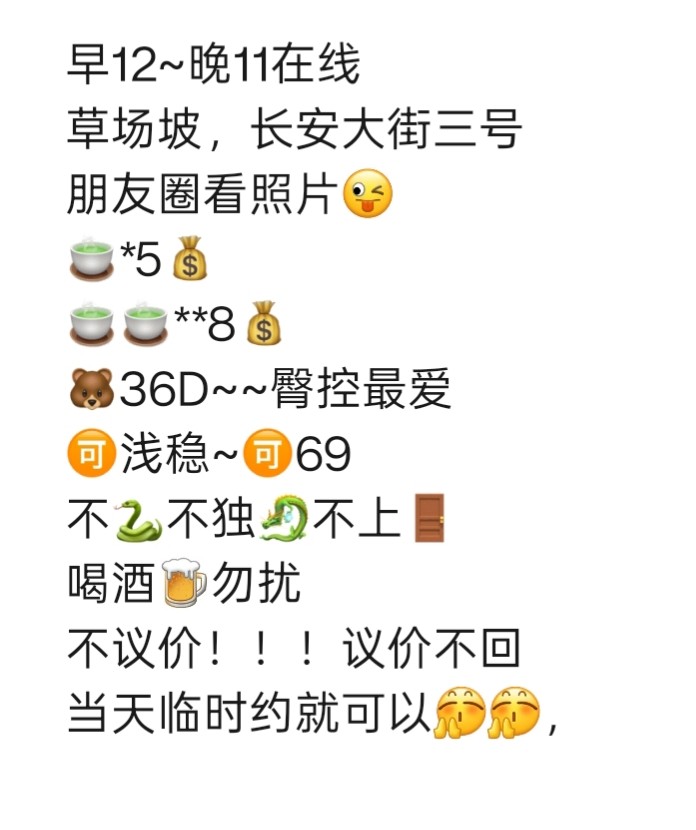 早12~晚11在线
草场坡，长安大街三号
朋友圈看照片😜
🍵*5💰
🍵🍵**8💰
🐻36D~~臀控最爱
🉑浅稳~🉑69
不🐍不独🐉不上🚪
喝酒🍺勿扰
不议价！！！议价不回
当天临时约就可以🫣🫣，